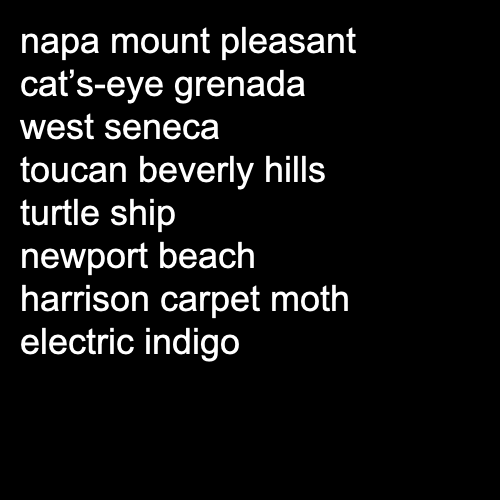 napa mount pleasant
cat’s-eye grenada
west seneca
toucan beverly hills
turtle ship
newport beach
harrison carpet moth
electric indigo